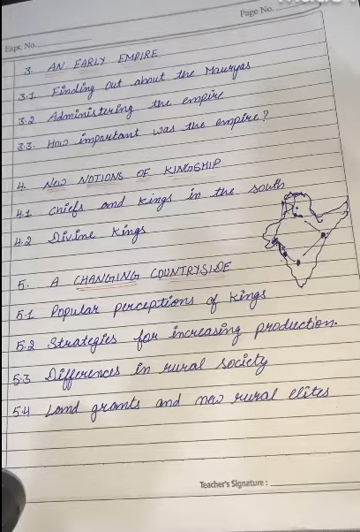 Page No.
Expt. No.
3. AN EARLY EMPIRE
3.1 Finding out about the Mauryas
3.2 Administering the empire
3.3. How important was the empire?
4. NEW NOTIONS OF KINGSHIP
4.1 Chiefs and kings in the south
4.2 Divine Kings
5. A CHANGING COUNTRYSIDE
5.1 Popular perceptions of kings
5.2 Strategies for increasing production.
5.3 Differences in rural society
5.4 Land grants and new rural elites
Teacher's Signature :